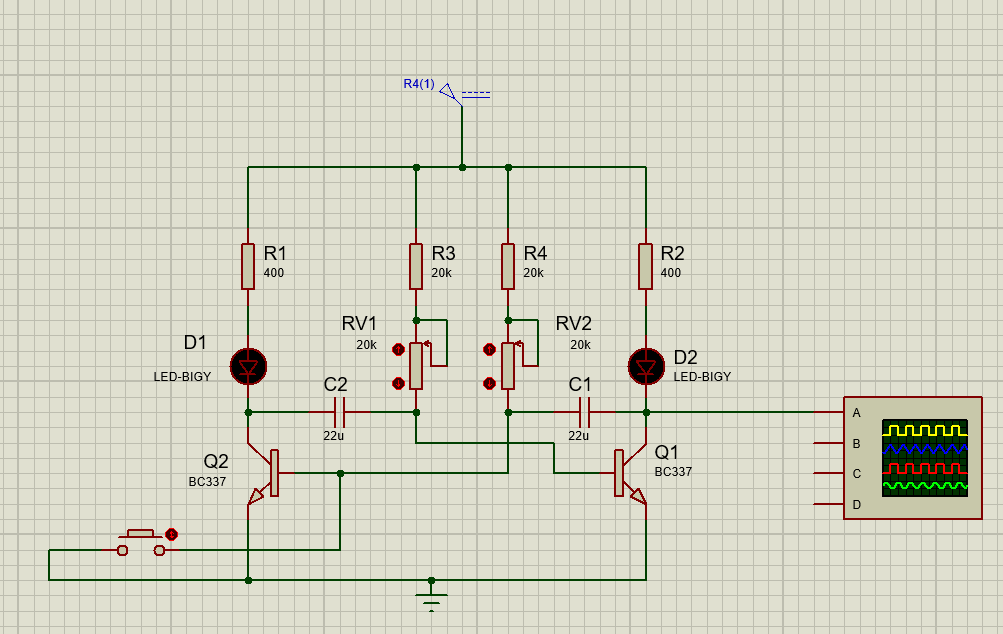 R4(1)
R1
400
R3
20k
R4
20k
R2
400
RV1
20k
RV2
20k
D1
LED-BIGY
D2
LED-BIGY
C2
22u
C1
22u
A
B
C
D
Q2
BC337
Q1
BC337